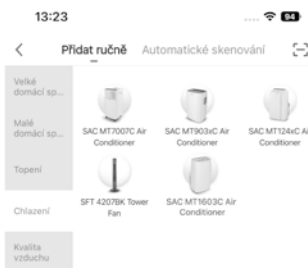 13:23
94
Přidat ručně Automatické skenování
Velké
domácí sp...
Malé
domácí sp...
Topení
Chlazení
Kvalita
vzduchu
SAC MT7007C Air
Conditioner
SAC MT903xC Air
Conditioner
SAC MT124xC Air
Conditioner
SFT 4207BK Tower
Fan
SAC MT1603C Air
Conditioner